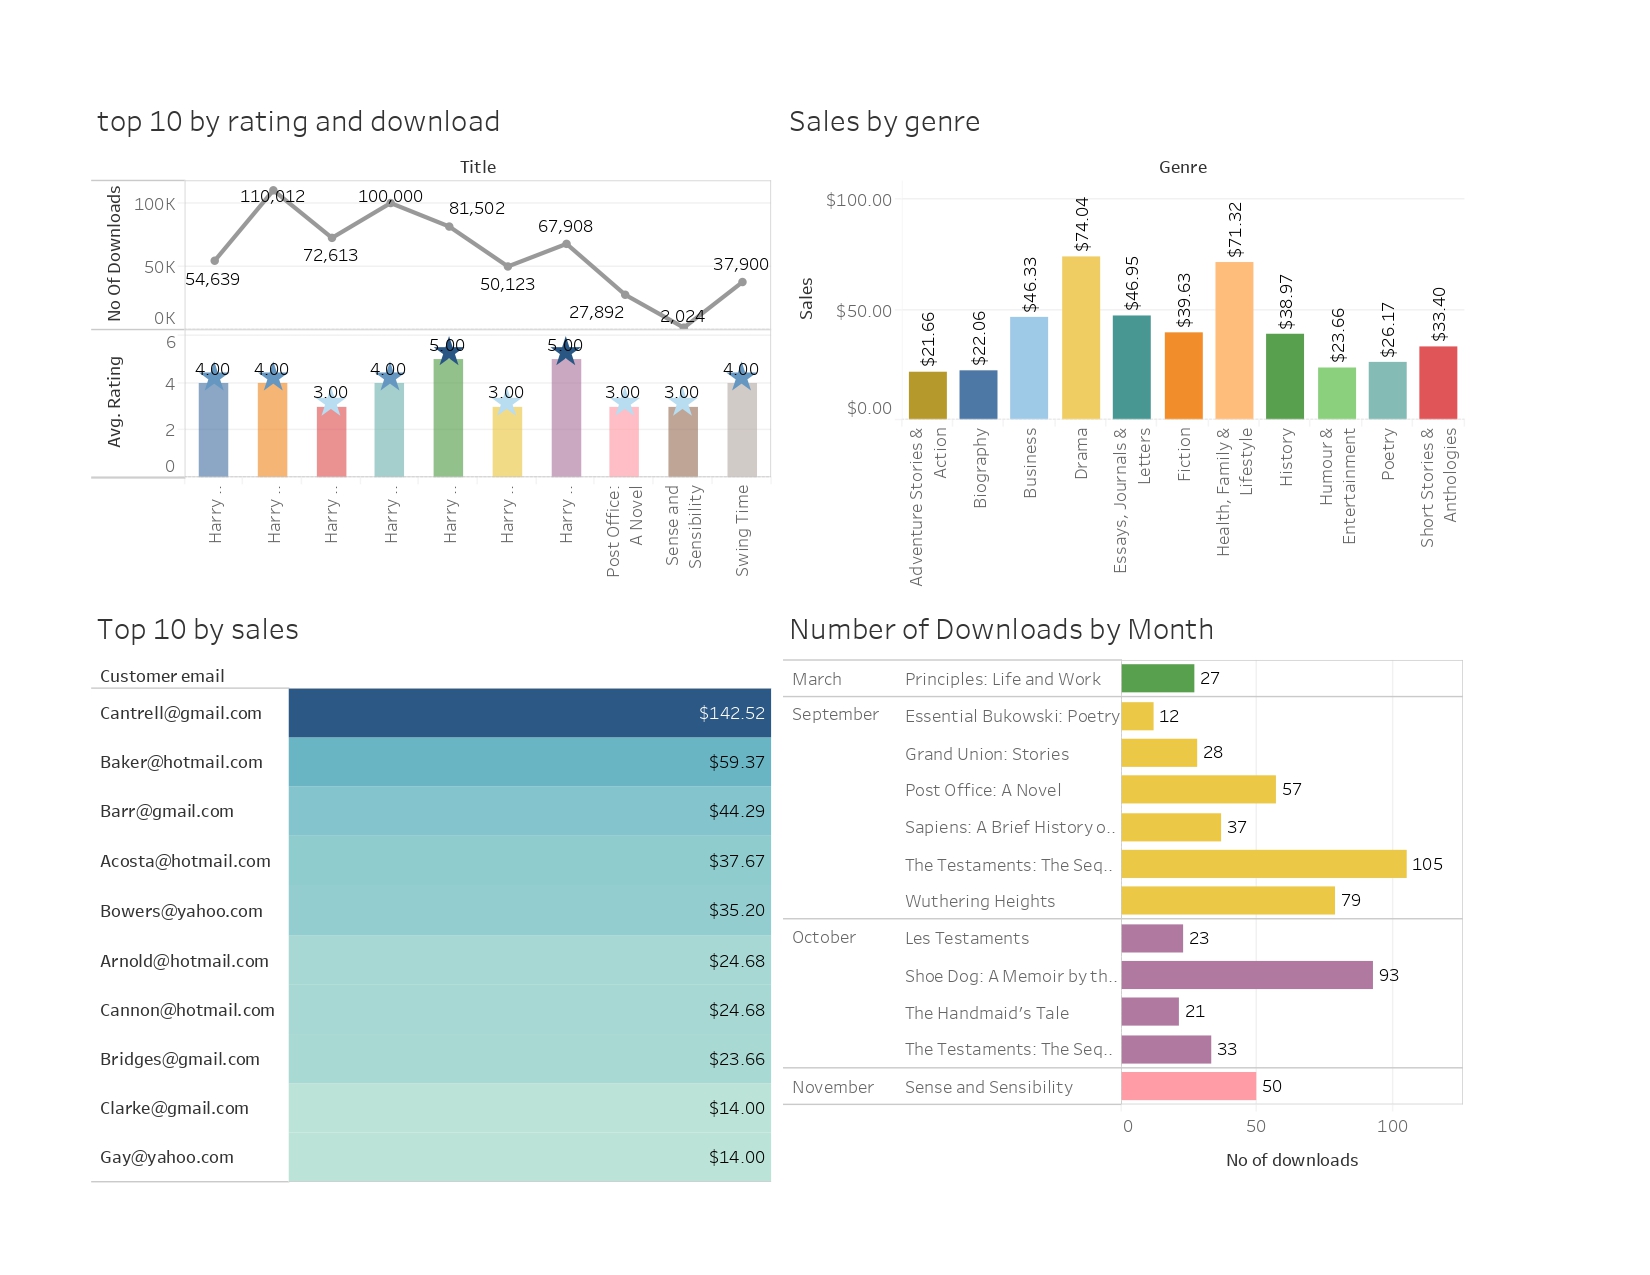 top 10 by rating and download
Title
No Of Downloads
100K
50K
0K
54,639
110,012
72,613
100,000
81,502
50,123
67,908
27,892
2,024
37,900
Avg. Rating
6
4
2
0
4.00
4.00
3.00
4.00
5.00
3.00
5.00
3.00
3.00
4.00
Harry ..
Harry ..
Harry ..
Harry ..
Harry ..
Harry ..
Harry ..
Post Office:
A Novel
Sense and
Sensibility
Swing Time
Sales by genre
Genre
Sales
$100.00
$50.00
$0.00
$21.66
$22.06
$46.33
$74.04
$46.95
$39.63
$71.32
$38.97
$23.66
$26.17
$33.40
Adventure Stories &
Action
Biography
Business
Drama
Essays, Journals &
Letters
Fiction
Health, Family &
Lifestyle
History
Humour &
Entertainment
Poetry
Short Stories &
Anthologies
Top 10 by sales
Customer email
Cantrell@gmail.com $142.52
Baker@hotmail.com $59.37
Barr@gmail.com $44.29
Acosta@hotmail.com $37.67
Bowers@yahoo.com $35.20
Arnold@hotmail.com $24.68
Cannon@hotmail.com $24.68
Bridges@gmail.com $23.66
Clarke@gmail.com $14.00
Gay@yahoo.com $14.00
Number of Downloads by Month
March Principles: Life and Work 27
September Essential Bukowski: Poetry 12
Grand Union: Stories 28
Post Office: A Novel 57
Sapiens: A Brief History o.. 37
The Testaments: The Seq.. 105
Wuthering Heights 79
October Les Testaments 23
Shoe Dog: A Memoir by th.. 93
The Handmaid's Tale 21
The Testaments: The Seq.. 33
November Sense and Sensibility 50
0 50 100
No of downloads